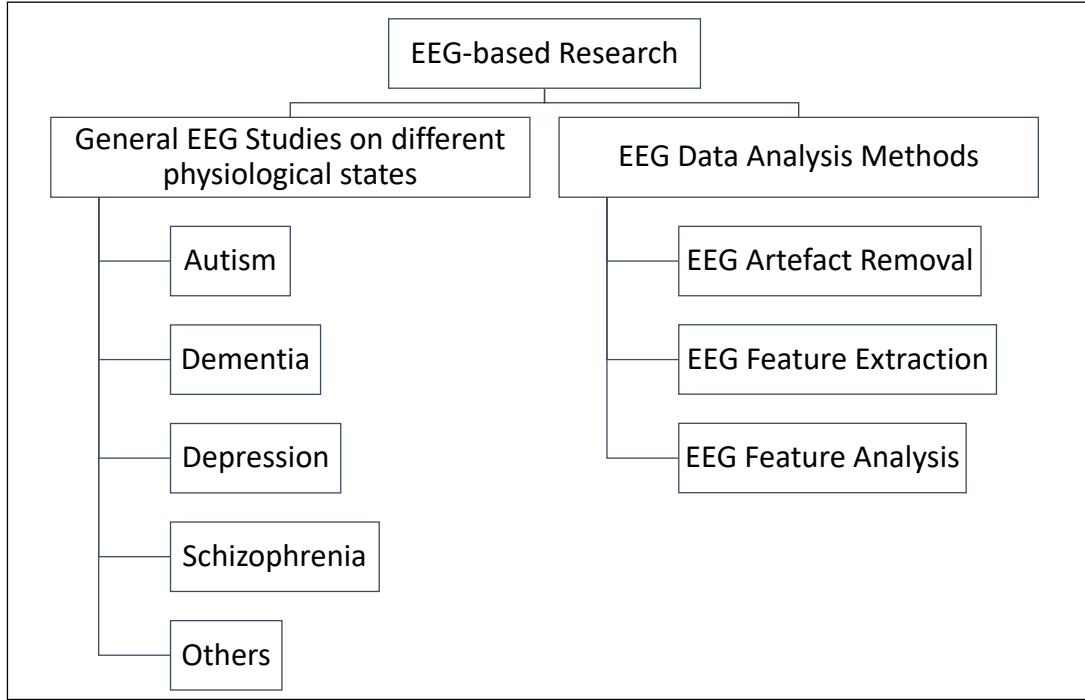 EEG-based Research
General EEG Studies on different
physiological states
Autism
Dementia
Depression
Schizophrenia
Others
EEG Data Analysis Methods
EEG Artefact Removal
EEG Feature Extraction
EEG Feature Analysis